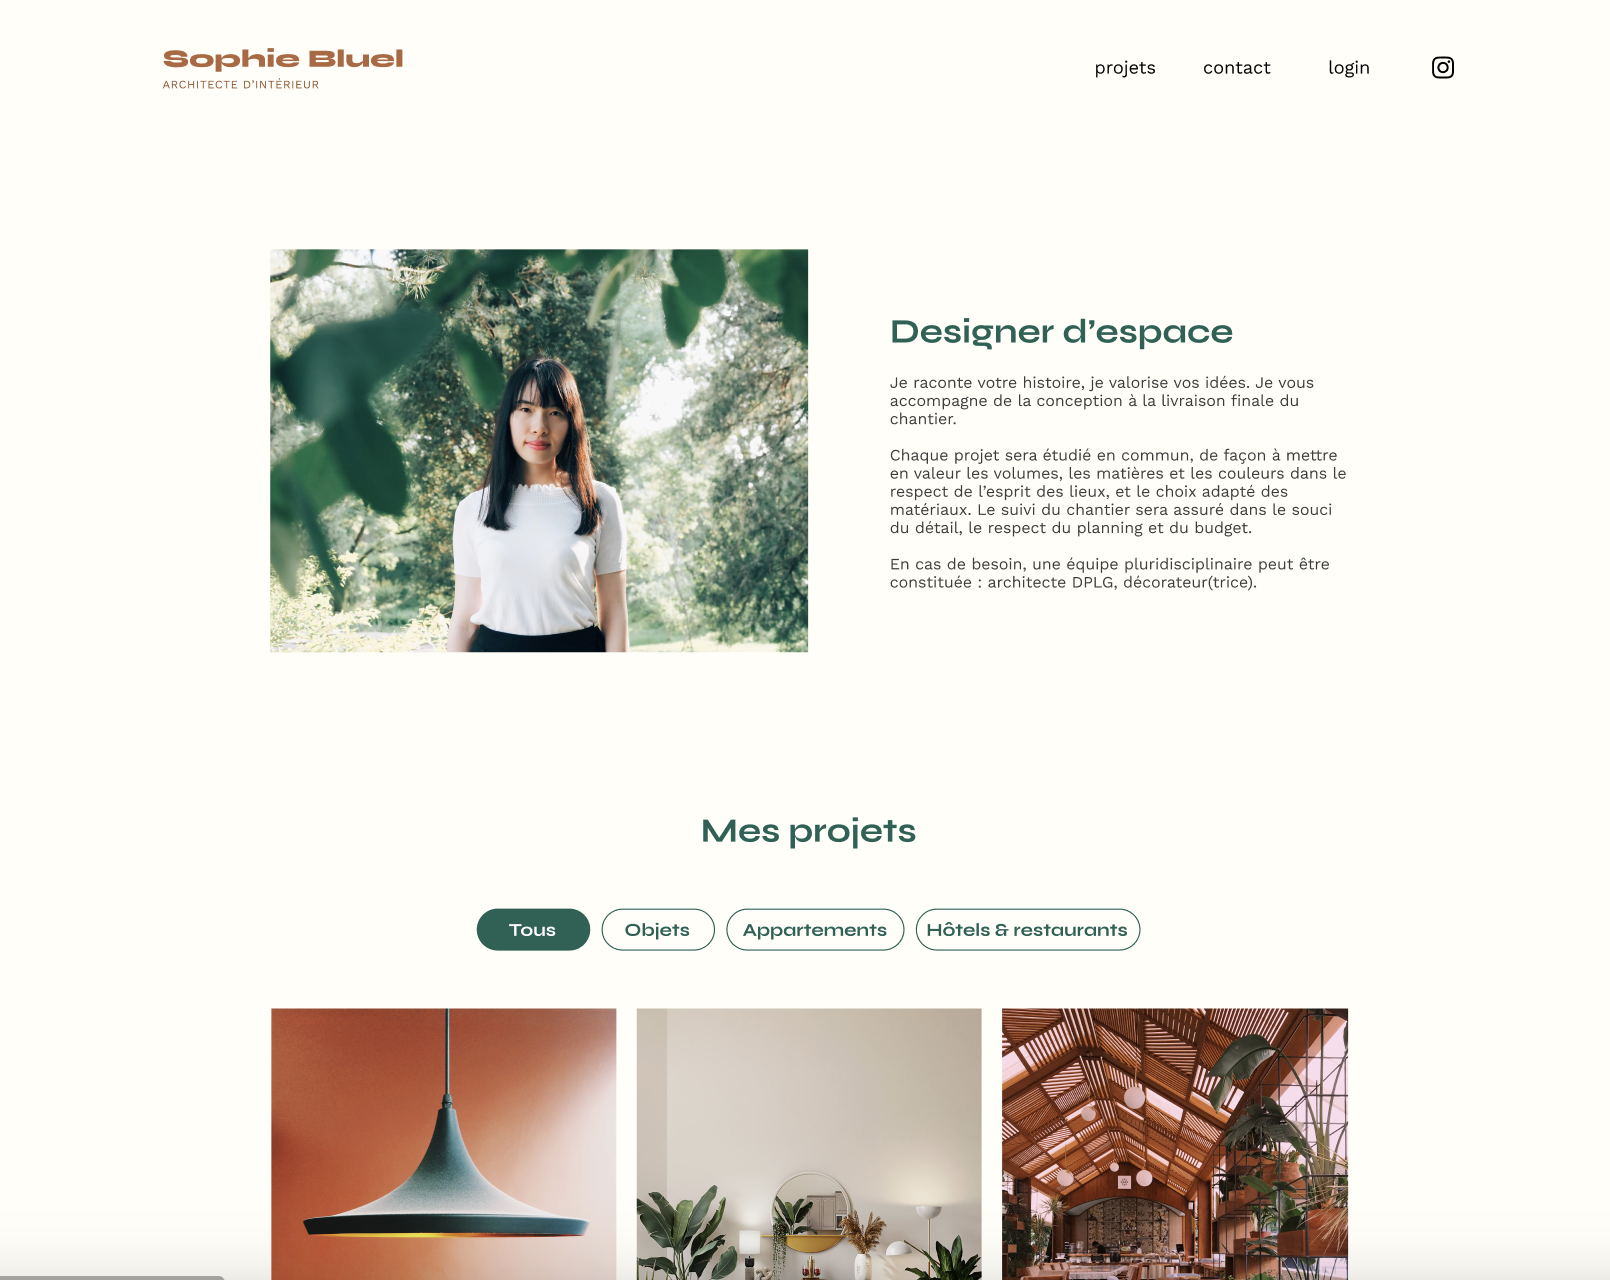 Sophie Bluel
ARCHITECTE D’INTÉRIEUR
projets
contact
login
Designer d’espace
Je raconte votre histoire, je valorise vos idées. Je vous
accompagne de la conception à la livraison finale du
chantier.
Chaque projet sera étudié en commun, de façon à mettre
en valeur les volumes, les matières et les couleurs dans le
respect de l’esprit des lieux, et le choix adapté des
matériaux. Le suivi du chantier sera assuré dans le souci
du détail, le respect du planning et du budget.
En cas de besoin, une équipe pluridisciplinaire peut être
constituée : architecte DPLG, décorateur(trice).
Mes projets
Tous
Objets
Appartements
Hôtels & restaurants